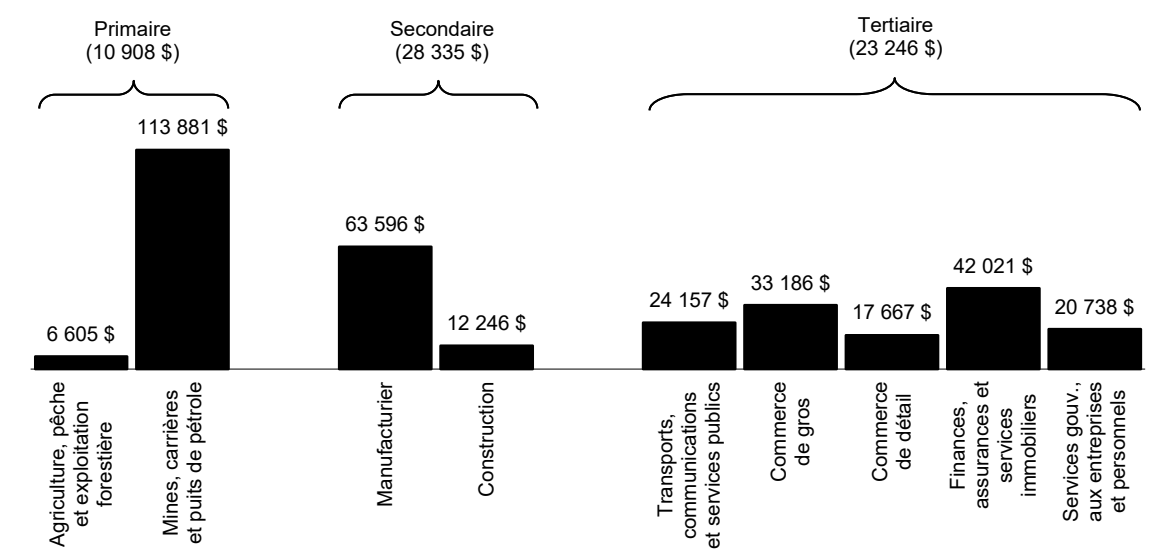 Primaire
(10 908 $)
Secondaire
(28 335 $)
Tertiaire
(23 246 $)
113 881 $
63 596 $
42 021 $
33 186 $
24 157 $
20 738 $
17 667 $
12 246 $
6 605 $
Agriculture, pêche
et exploitation
forestière
Mines, carrières
et puits de pétrole
Manufacturier
Construction
Transports,
communications
et services publics
Commerce
de gros
Commerce
de détail
Finances,
assurances et
services
immobiliers
Services gouv.,
aux entreprises
et personnels